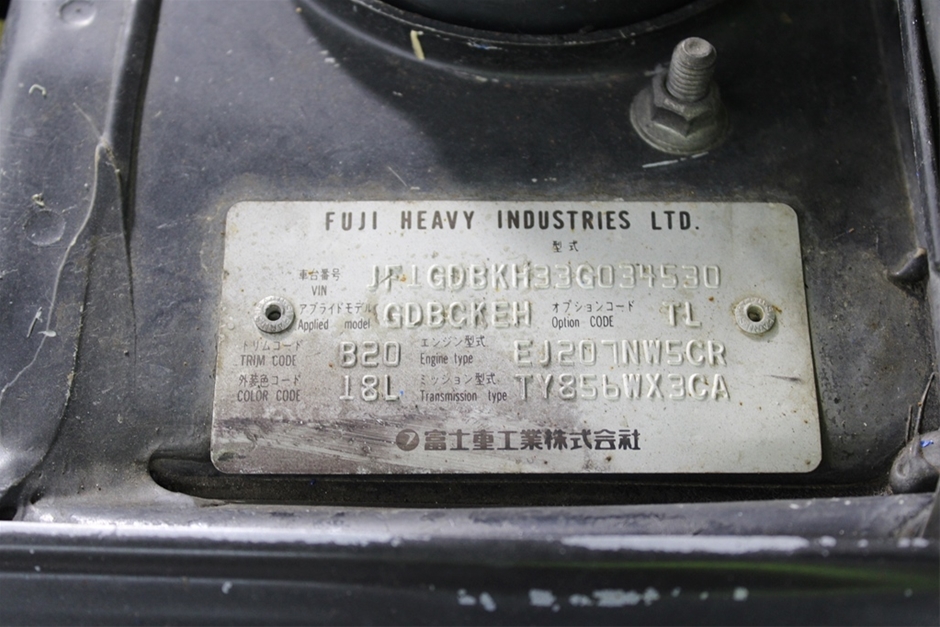 FUJI HEAVY INDUSTRIES LTD.
型式
車台番号 VIN JF1GDBKH33G034530
アプライドモデル Applied model GDBCKEH オプションコード Option CODE TL
トリムコード TRIM CODE B20 エンジン型式 Engine type EJ207NW5CR
外装色コード COLOR CODE 18L ミッション型式 Transmission type TY856WX3CA
富士重工業株式会社